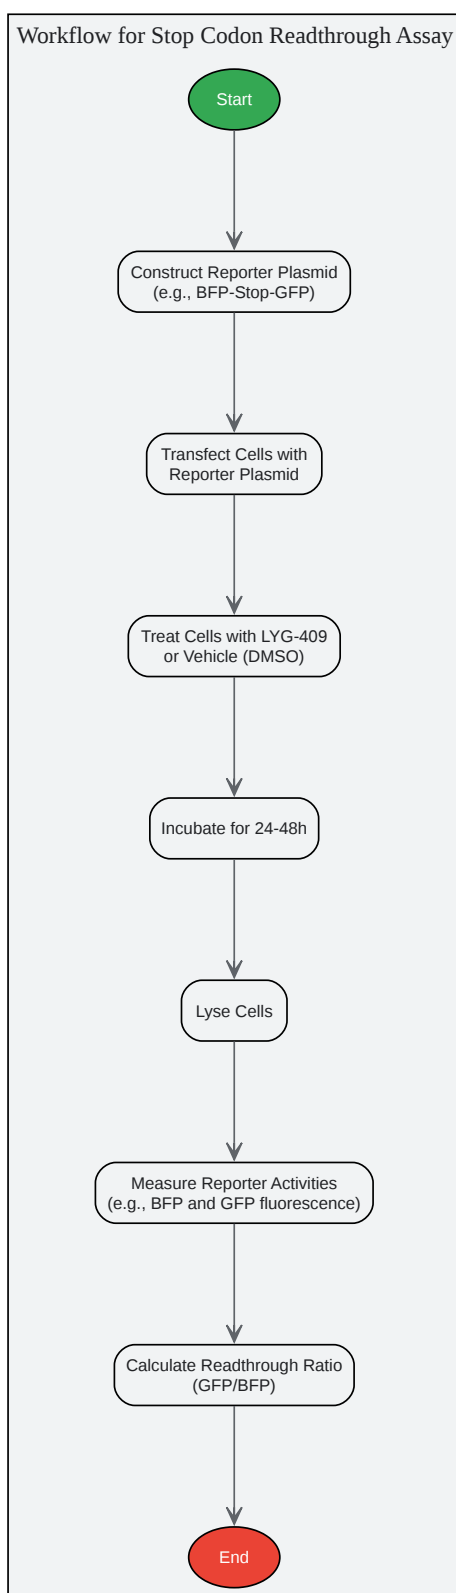 Workflow for Stop Codon Readthrough Assay
Start
Construct Reporter Plasmid
(e.g., BFP-Stop-GFP)
Transfect Cells with
Reporter Plasmid
Treat Cells with LYG-409
or Vehicle (DMSO)
Incubate for 24-48h
Lyse Cells
Measure Reporter Activities
(e.g., BFP and GFP fluorescence)
Calculate Readthrough Ratio
(GFP/BFP)
End